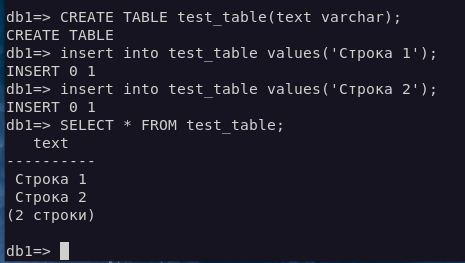 db1=> CREATE TABLE test_table(text varchar);
CREATE TABLE
db1=> insert into test_table values('Строка 1');
INSERT 0 1
db1=> insert into test_table values('Строка 2');
INSERT 0 1
db1=> SELECT * FROM test_table;
   text
----------
 Строка 1
 Строка 2
(2 строки)
db1=>